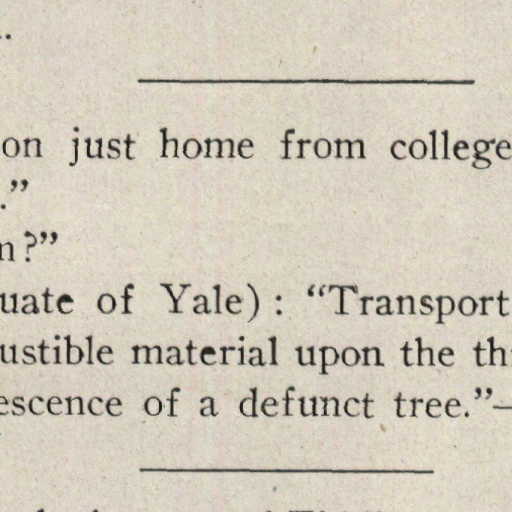 on just home from college
."
n?"
uate of Yale): "Transport
ustible material upon the th
escence of a defunct tree."—